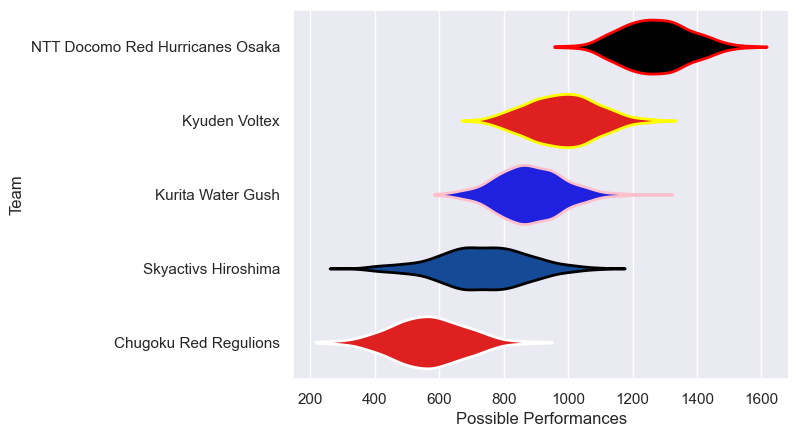 NTT Docomo Red Hurricanes Osaka
Kyuden Voltex
Kurita Water Gush
Skyactivs Hiroshima
Chugoku Red Regulions
Team
200 400 600 800 1000 1200 1400 1600
Possible Performances